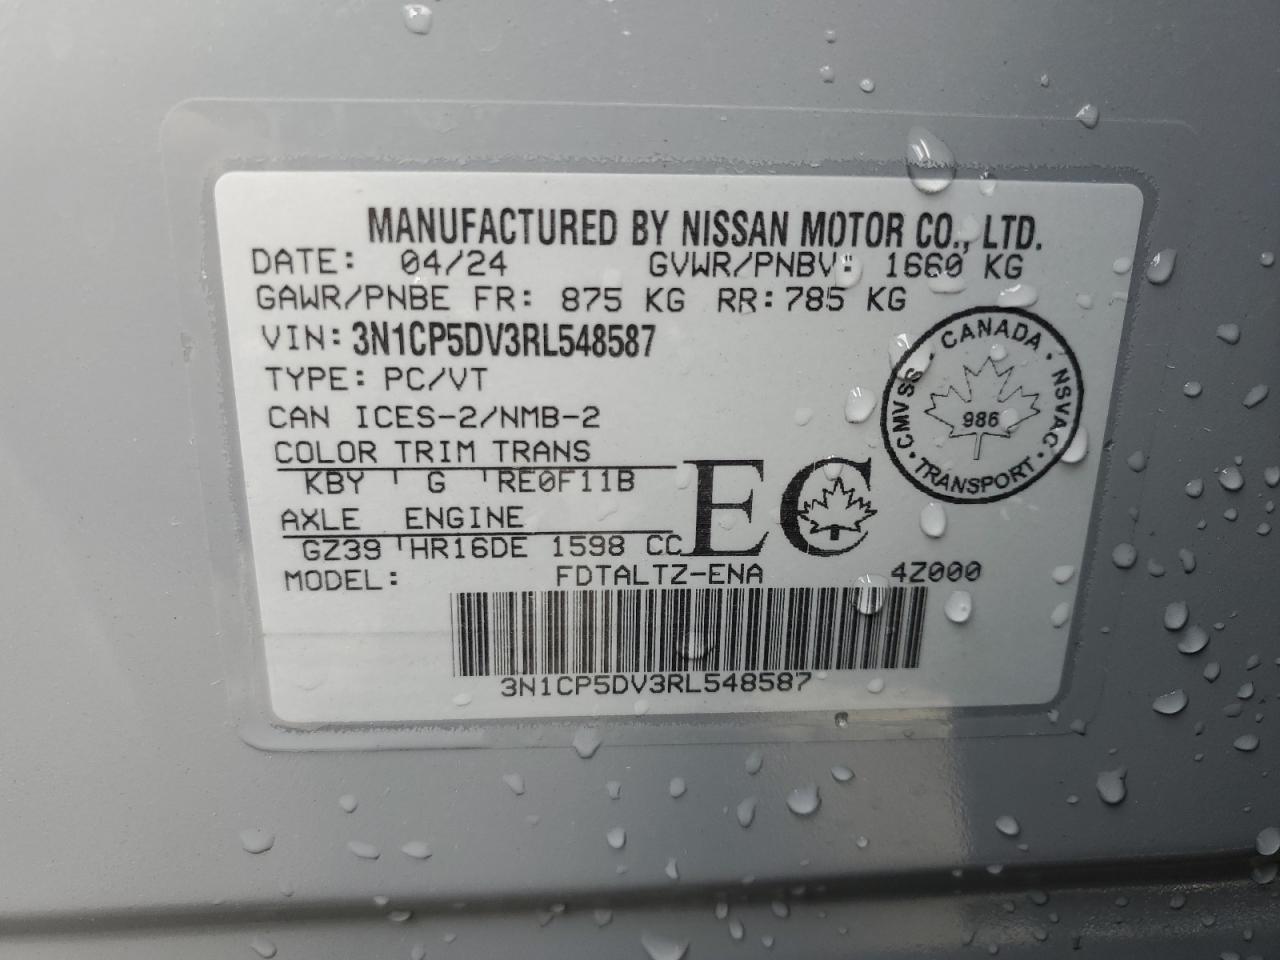 MANUFACTURED BY NISSAN MOTOR CO., LTD.
DATE: 04/24 GVWR/PNBV: 1660 KG
GAWR/PNBE FR: 875 KG RR: 785 KG
VIN: 3N1CP5DV3RL548587
TYPE: PC/VT
CAN ICES-2/NMB-2
COLOR TRIM TRANS
KBY G RE0F11B
AXLE ENGINE
GZ39 HR16DE 1598 CC
EC
CANADA · NSVAC · TRANSPORT · CMVSS
986
MODEL: FDTALTZ-ENA 4Z000
3N1CP5DV3RL548587